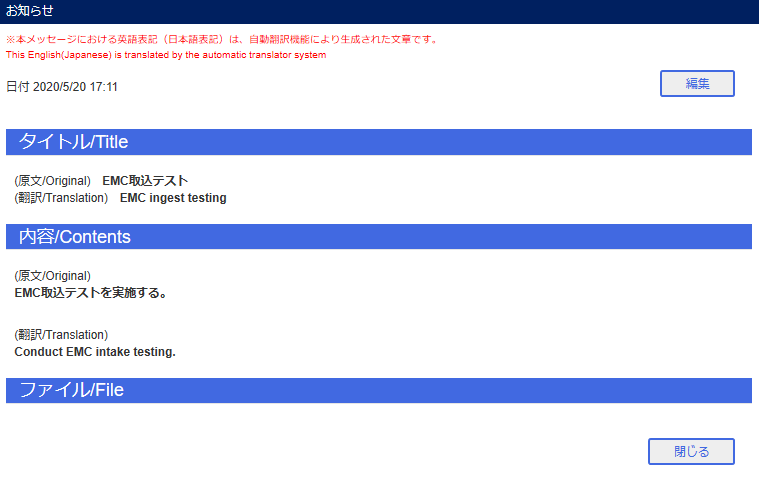 お知らせ
※本メッセージにおける英語表記（日本語表記）は、自動翻訳機能により生成された文章です。
This English(Japanese) is translated by the automatic translator system
日付 2020/5/20 17:11
編集
タイトル/Title
(原文/Original) EMC取込テスト
(翻訳/Translation) EMC ingest testing
内容/Contents
(原文/Original)
EMC取込テストを実施する。
(翻訳/Translation)
Conduct EMC intake testing.
ファイル/File
閉じる